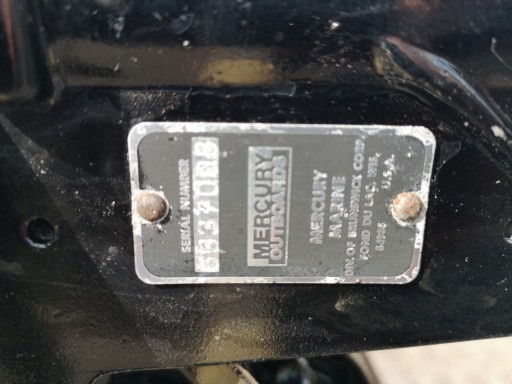 SERIAL NUMBER
MERCURY
OUTBOARDS
MERCURY
MARINE
DIV. OF BRUNSWICK CORP.
FOND DU LAC, WIS.
U.S.A.